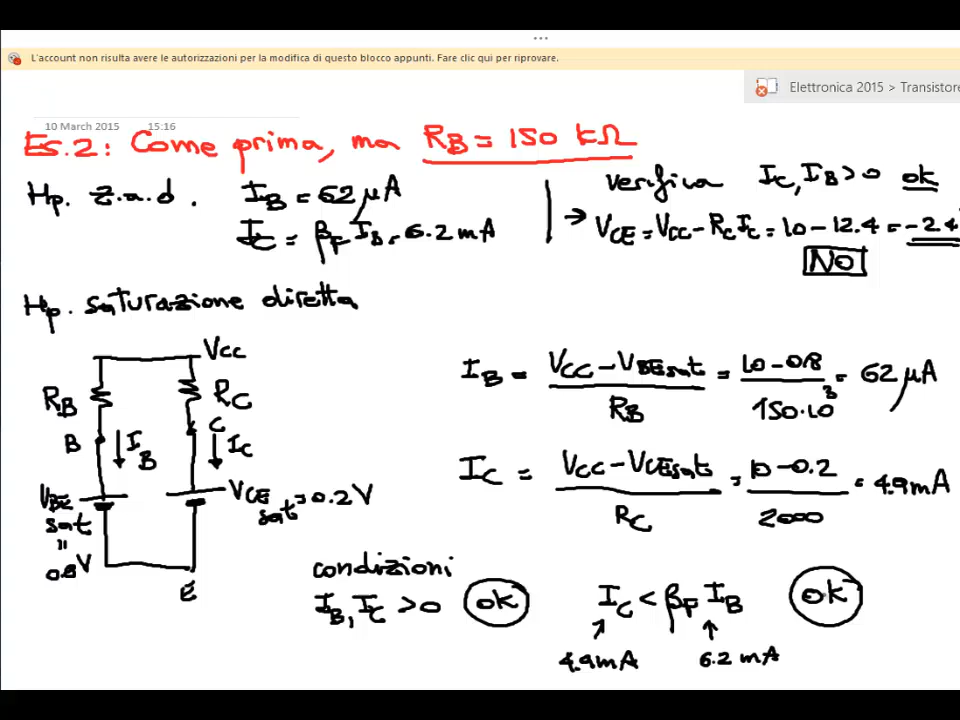 L'account non risulta avere le autorizzazioni per la modifica di questo blocco appunti. Fare clic qui per riprovare.
Elettronica 2015 > Transistore
10 March 2015 15:16
Es.2: Come prima, ma RB = 150 kΩ
Hp. z.a.d. IB = 62 μA
IC = βF IB = 6.2 mA
verifica IC, IB > 0 ok
→ VCE = VCC - RC IC = 10 - 12.4 = -2.4
NO
Hp. saturazione diretta
VCC
RB RC
B IB C IC
VBE sat = 0.8V
VCE sat = 0.2 V
E
IB = (VCC - VBEsat) / RB = (10 - 0.8) / (150·10³) = 62 μA
IC = (VCC - VCEsat) / RC = (10 - 0.2) / 2000 = 4.9 mA
condizioni
IB, IC > 0 ok
IC < βF IB ok
4.9 mA 6.2 mA